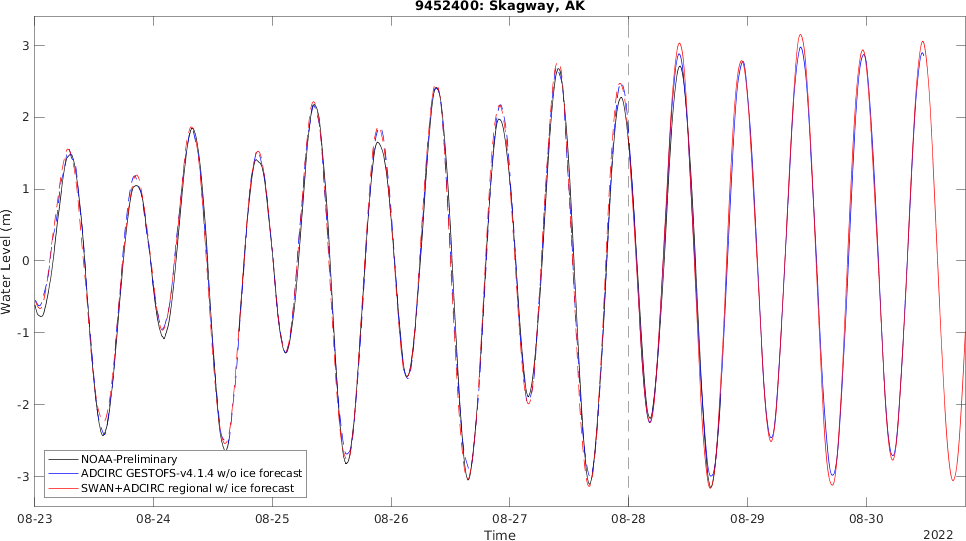 9452400: Skagway, AK
3
2
1
0
-1
-2
-3
Water Level (m)
NOAA-Preliminary
ADCIRC GESTOFS-v4.1.4 w/o ice forecast
SWAN+ADCIRC regional w/ ice forecast
08-23
08-24
08-25
08-26
08-27
08-28
08-29
08-30
Time
2022